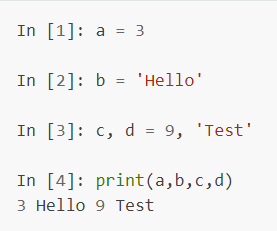 In [1]: a = 3
In [2]: b = 'Hello'
In [3]: c, d = 9, 'Test'
In [4]: print(a,b,c,d)
3 Hello 9 Test